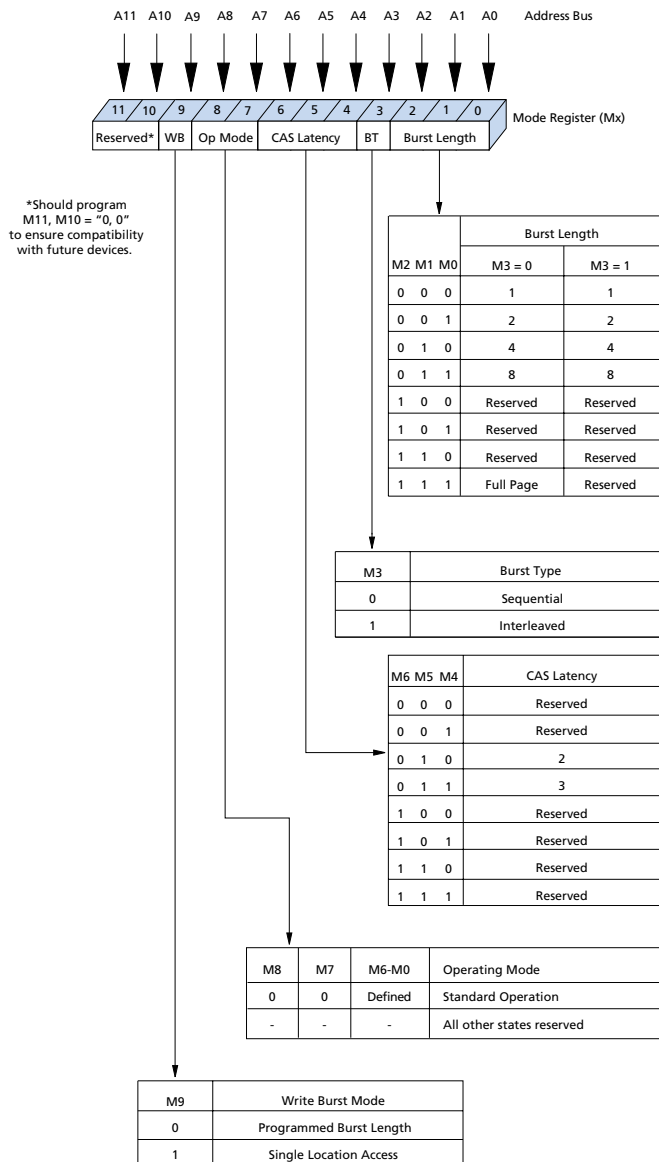 A11 A10 A9 A8 A7 A6 A5 A4 A3 A2 A1 A0 Address Bus
11 10 9 8 7 6 5 4 3 2 1 0
Mode Register (Mx)
Reserved* WB Op Mode CAS Latency BT Burst Length
*Should program
M11, M10 = “0, 0”
to ensure compatibility
with future devices.
Burst Length
M2 M1 M0 M3 = 0 M3 = 1
0 0 0 1 1
0 0 1 2 2
0 1 0 4 4
0 1 1 8 8
1 0 0 Reserved Reserved
1 0 1 Reserved Reserved
1 1 0 Reserved Reserved
1 1 1 Full Page Reserved
M3 Burst Type
0 Sequential
1 Interleaved
M6 M5 M4 CAS Latency
0 0 0 Reserved
0 0 1 Reserved
0 1 0 2
0 1 1 3
1 0 0 Reserved
1 0 1 Reserved
1 1 0 Reserved
1 1 1 Reserved
M8 M7 M6-M0 Operating Mode
0 0 Defined Standard Operation
- - - All other states reserved
M9 Write Burst Mode
0 Programmed Burst Length
1 Single Location Access